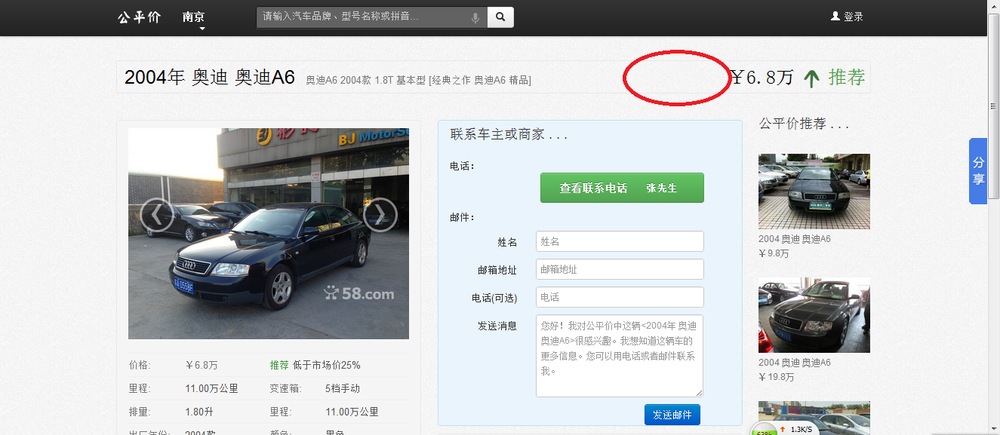 公平价 南京 请输入汽车品牌、型号名称或拼音... 登录
2004年 奥迪 奥迪A6 奥迪A6 2004款 1.8T 基本型 [经典之作 奥迪A6 精品] ￥6.8万 推荐
BJ MotorSe
58.com
价格: ￥6.8万 推荐 低于市场价25%
里程: 11.00万公里 变速箱: 5档手动
排量: 1.80升 里程: 11.00万公里
出厂年份: 2004款 颜色: 黑色
联系车主或商家 . . .
电话：
查看联系电话 张先生
邮件：
姓名 姓名
邮箱地址 邮箱地址
电话(可选) 电话
发送消息 您好！我对公平价中这辆<2004年 奥迪
奥迪A6>很感兴趣。我想知道这辆车的
更多信息。您可以用电话或者邮件联系
我。
发送邮件
公平价推荐 . . .
2004 奥迪 奥迪A6
￥9.8万
2004 奥迪 奥迪A6
￥19.8万
分
享
63% 1.3K/S